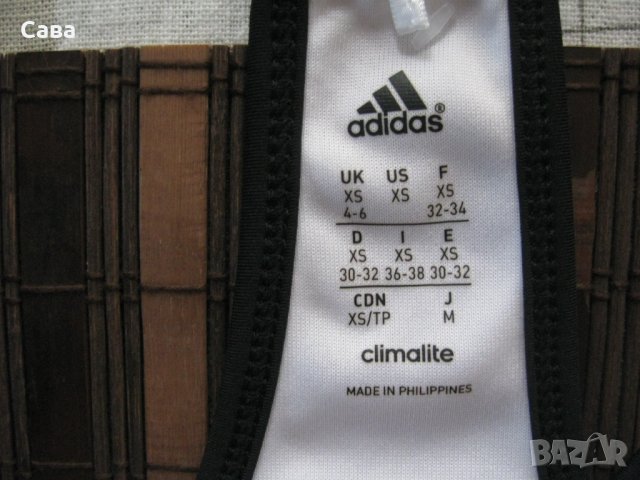 Сава
adidas®
UK US F
XS XS XS
4-6 32-34
D I E
XS XS XS
30-32 36-38 30-32
CDN J
XS/TP M
climalite
MADE IN PHILIPPINES
BAZAR